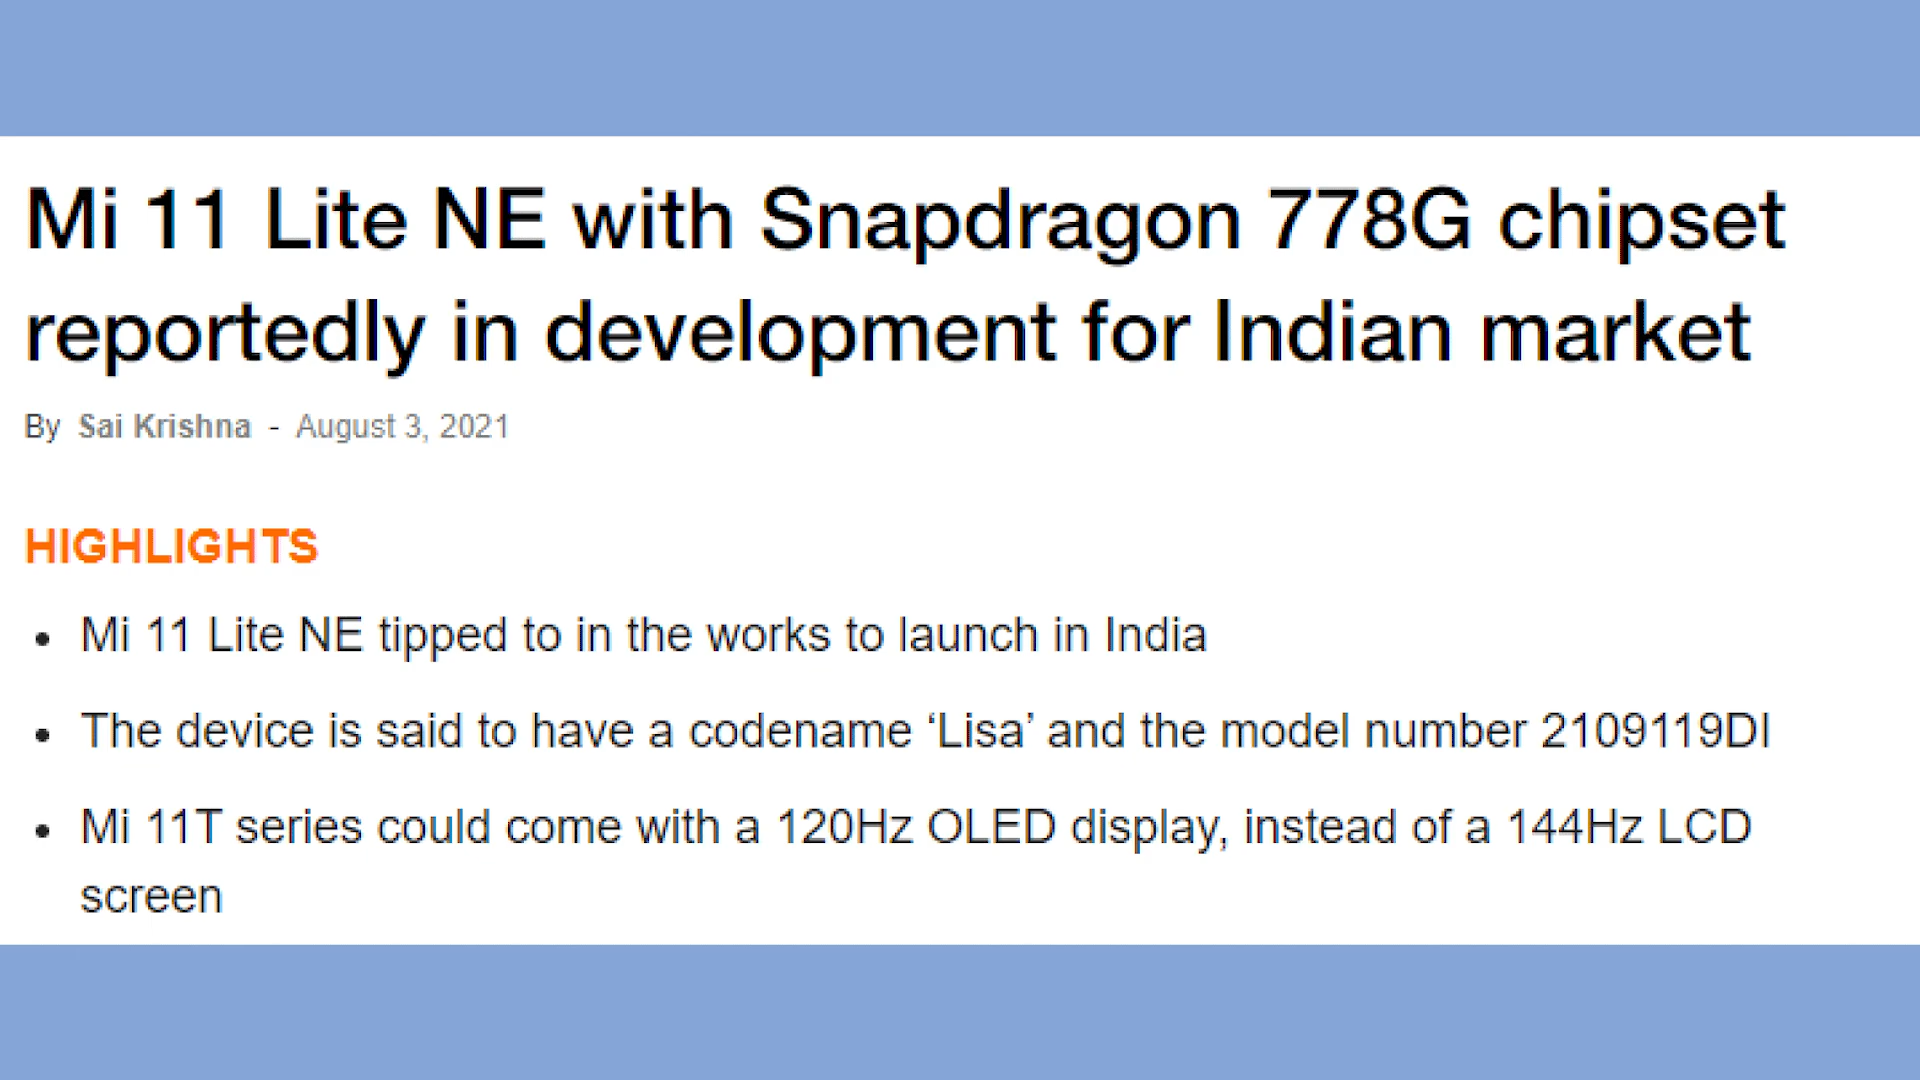 Mi 11 Lite NE with Snapdragon 778G chipset
reportedly in development for Indian market
By Sai Krishna - August 3, 2021
HIGHLIGHTS
• Mi 11 Lite NE tipped to in the works to launch in India
• The device is said to have a codename ‘Lisa’ and the model number 2109119DI
• Mi 11T series could come with a 120Hz OLED display, instead of a 144Hz LCD
screen